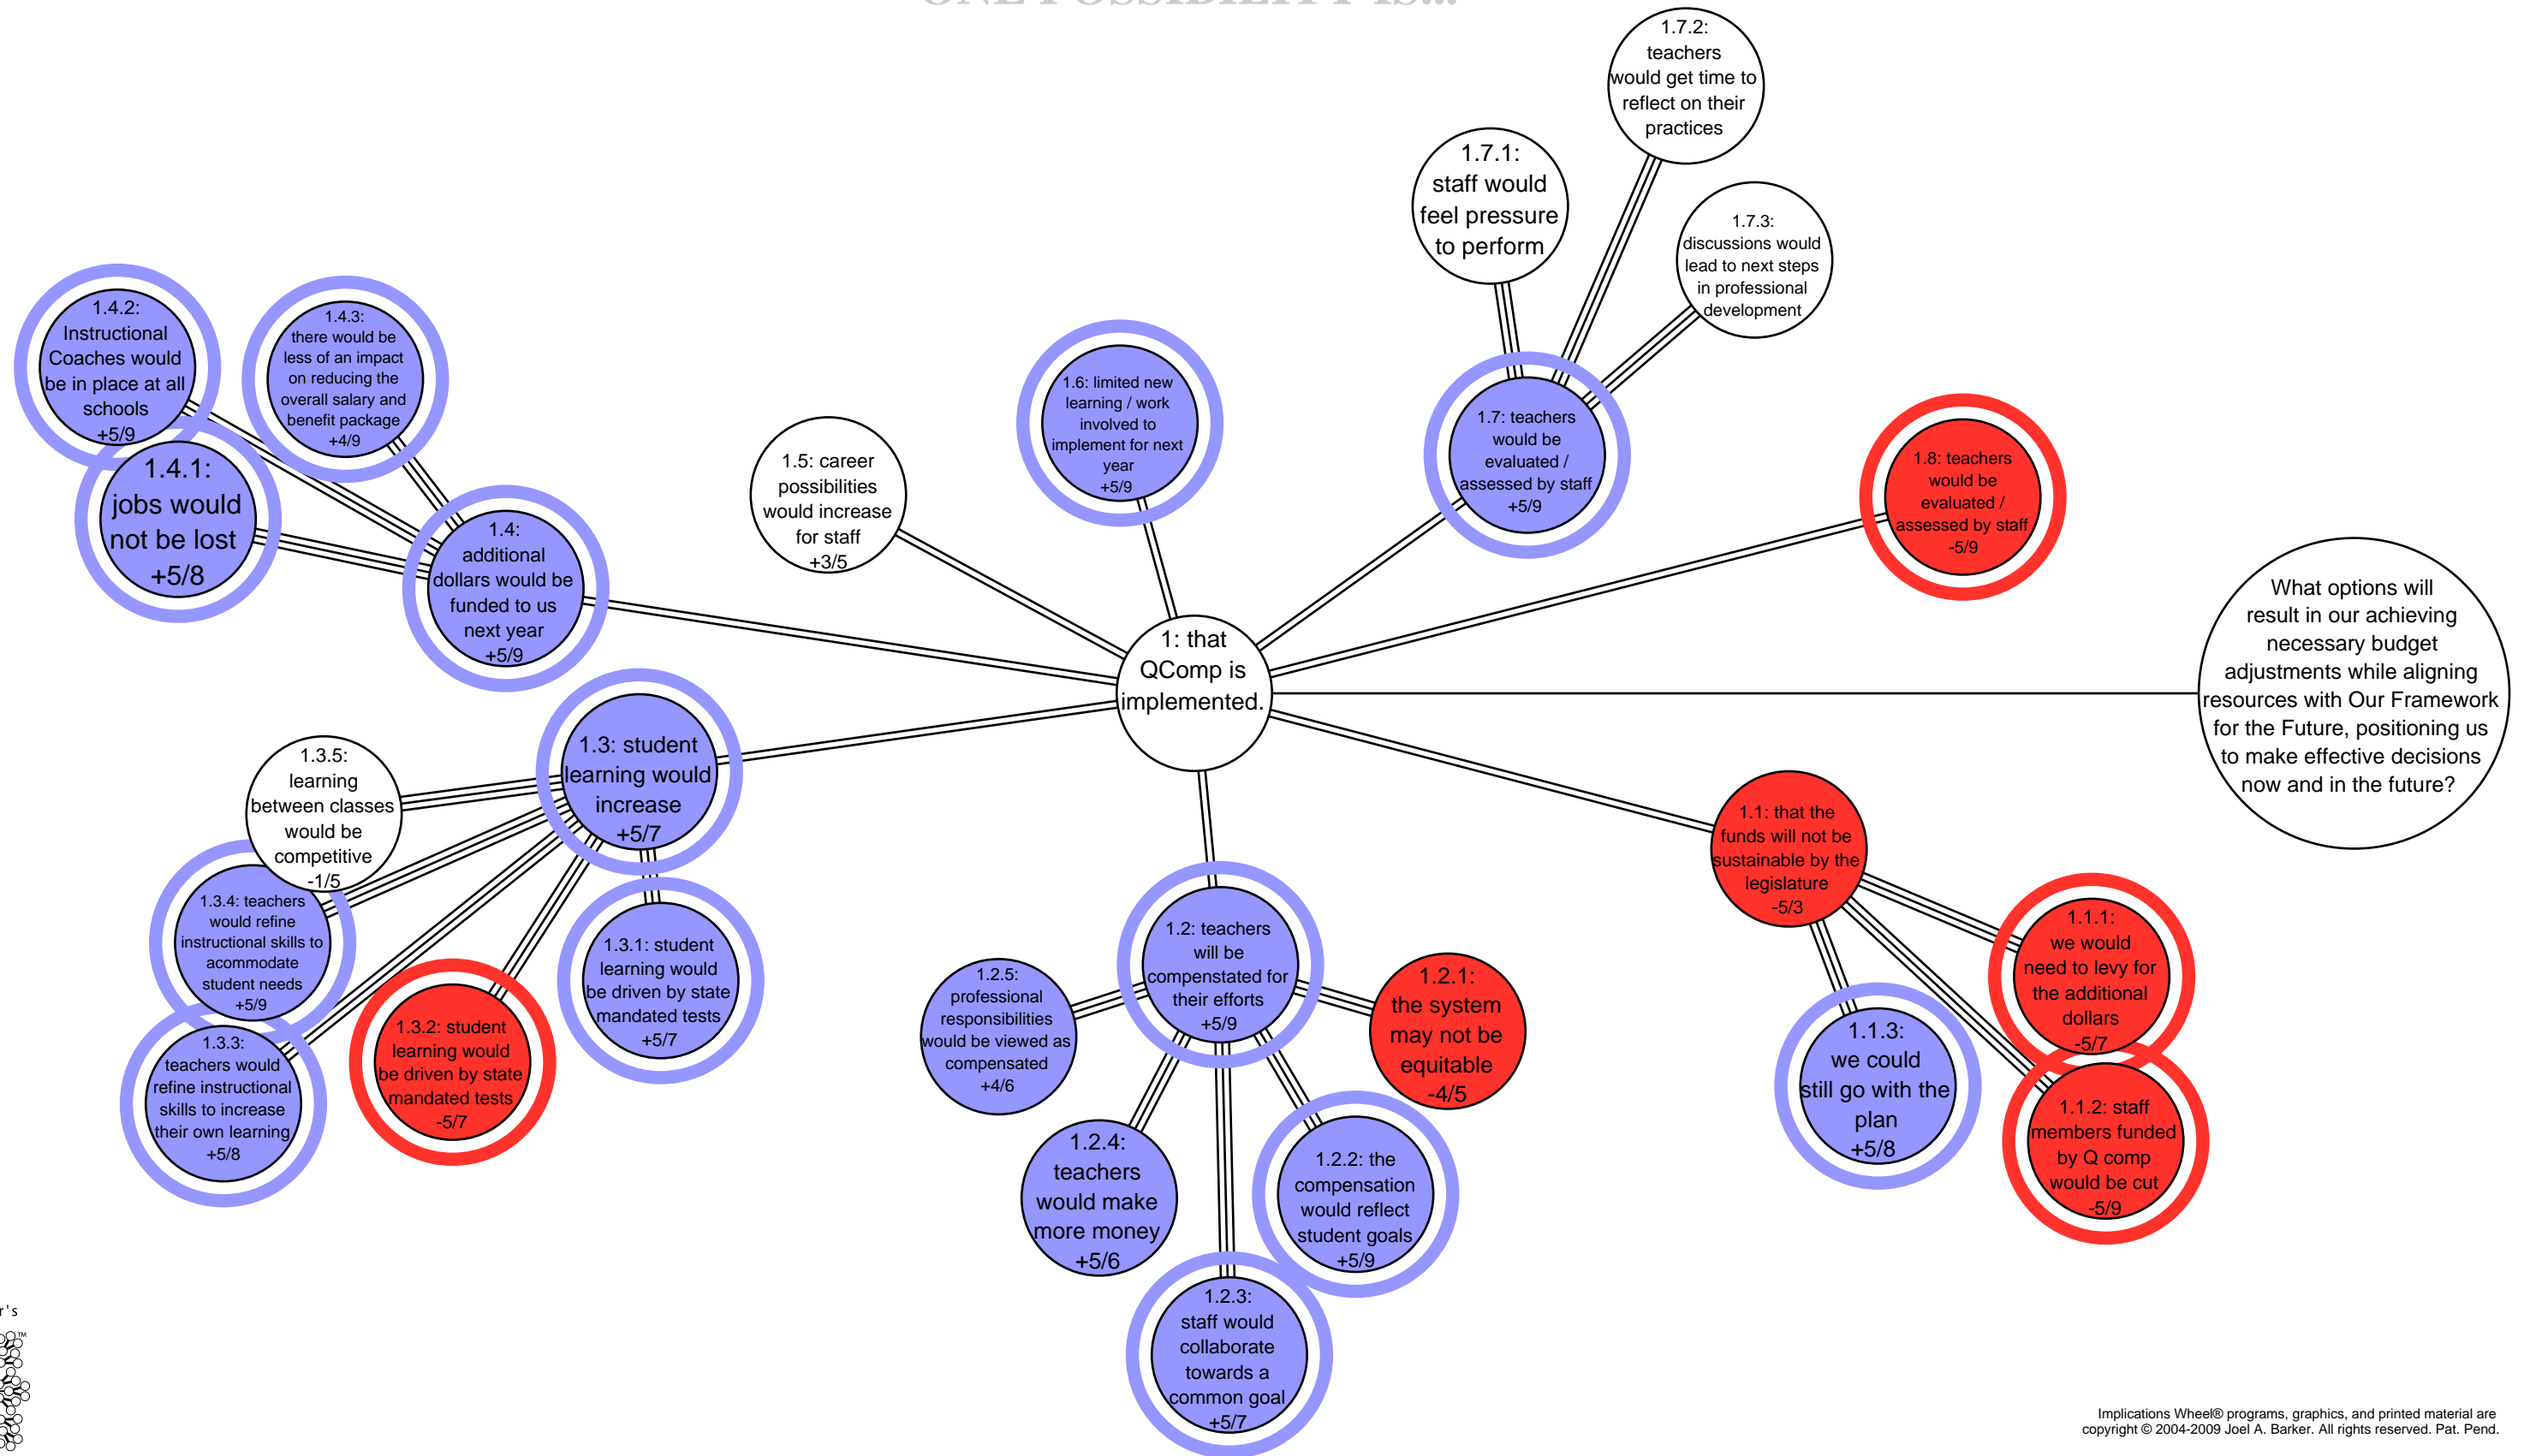 ONE POSSIBILITY IS...
1.7.2:
teachers
would get time to
reflect on their
practices
1.7.1:
staff would
feel pressure
to perform
1.7.3:
discussions would
lead to next steps
in professional
development
1.4.2:
Instructional
Coaches would
be in place at all
schools
+5/9
1.4.3:
there would be
less of an impact
on reducing the
overall salary and
benefit package
+4/9
1.4.1:
jobs would
not be lost
+5/8
1.4:
additional
dollars would be
funded to us
next year
+5/9
1.5: career
possibilities
would increase
for staff
+3/5
1.6: limited new
learning / work
involved to
implement for next
year
+5/9
1.7: teachers
would be
evaluated /
assessed by staff
+5/9
1.8: teachers
would be
evaluated /
assessed by staff
-5/9
1: that
QComp is
implemented.
What options will
result in our achieving
necessary budget
adjustments while aligning
resources with Our Framework
for the Future, positioning us
to make effective decisions
now and in the future?
1.3: student
learning would
increase
+5/7
1.3.5:
learning
between classes
would be
competitive
-1/5
1.3.4: teachers
would refine
instructional skills to
acommodate
student needs
+5/9
1.3.3:
teachers would
refine instructional
skills to increase
their own learning
+5/8
1.3.2: student
learning would
be driven by state
mandated tests
-5/7
1.3.1: student
learning would
be driven by state
mandated tests
+5/7
1.2: teachers
will be
compenstated for
their efforts
+5/9
1.2.5:
professional
responsibilities
would be viewed as
compensated
+4/6
1.2.4:
teachers
would make
more money
+5/6
1.2.3:
staff would
collaborate
towards a
common goal
+5/7
1.2.2: the
compensation
would reflect
student goals
+5/9
1.2.1:
the system
may not be
equitable
-4/5
1.1: that the
funds will not be
sustainable by the
legislature
-5/3
1.1.1:
we would
need to levy for
the additional
dollars
-5/7
1.1.2: staff
members funded
by Q comp
would be cut
-5/9
1.1.3:
we could
still go with the
plan
+5/8
r's
TM
Implications Wheel® programs, graphics, and printed material are
copyright © 2004-2009 Joel A. Barker. All rights reserved. Pat. Pend.